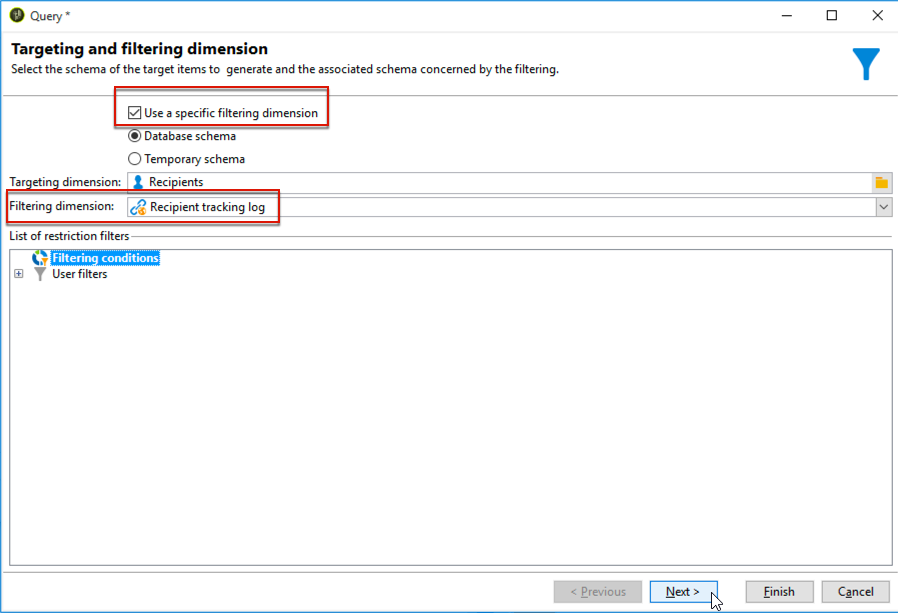 Query *
Targeting and filtering dimension
Select the schema of the target items to generate and the associated schema concerned by the filtering.
Use a specific filtering dimension
Database schema
Temporary schema
Targeting dimension: Recipients
Filtering dimension: Recipient tracking log
List of restriction filters
Filtering conditions
User filters
< Previous Next > Finish Cancel